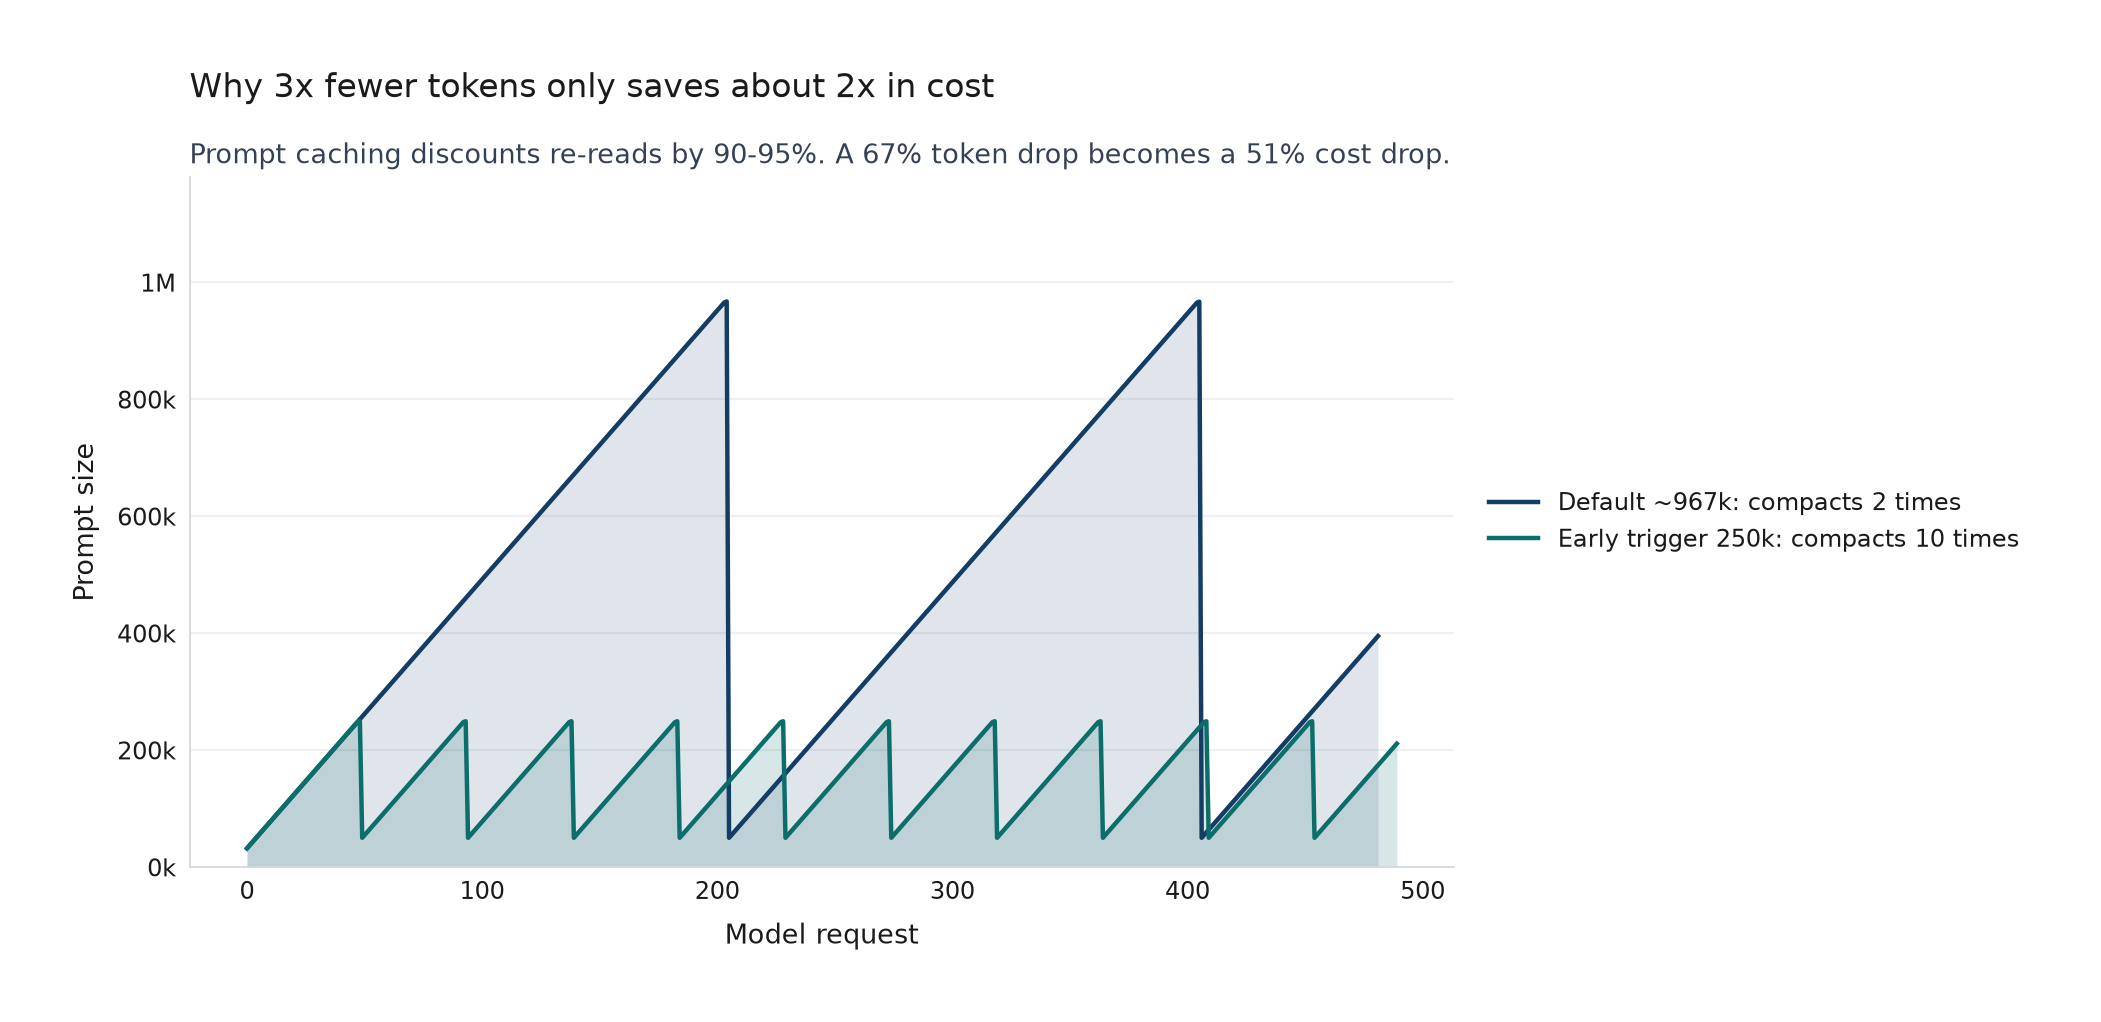 Why 3x fewer tokens only saves about 2x in cost
Prompt caching discounts re-reads by 90-95%. A 67% token drop becomes a 51% cost drop.
1M
800k
600k
400k
200k
0k
Prompt size
0 100 200 300 400 500
Model request
Default ~967k: compacts 2 times
Early trigger 250k: compacts 10 times